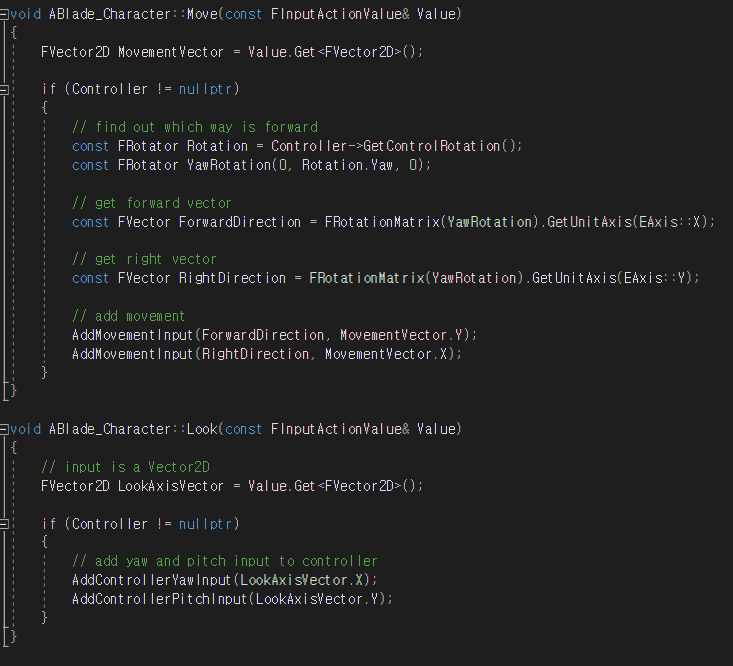 void ABlade_Character::Move(const FInputActionValue& Value)
{
FVector2D MovementVector = Value.Get<FVector2D>();
if (Controller != nullptr)
{
// find out which way is forward
const FRotator Rotation = Controller->GetControlRotation();
const FRotator YawRotation(0, Rotation.Yaw, 0);
// get forward vector
const FVector ForwardDirection = FRotationMatrix(YawRotation).GetUnitAxis(EAxis::X);
// get right vector
const FVector RightDirection = FRotationMatrix(YawRotation).GetUnitAxis(EAxis::Y);
// add movement
AddMovementInput(ForwardDirection, MovementVector.Y);
AddMovementInput(RightDirection, MovementVector.X);
}
}
void ABlade_Character::Look(const FInputActionValue& Value)
{
// input is a Vector2D
FVector2D LookAxisVector = Value.Get<FVector2D>();
if (Controller != nullptr)
{
// add yaw and pitch input to controller
AddControllerYawInput(LookAxisVector.X);
AddControllerPitchInput(LookAxisVector.Y);
}
}